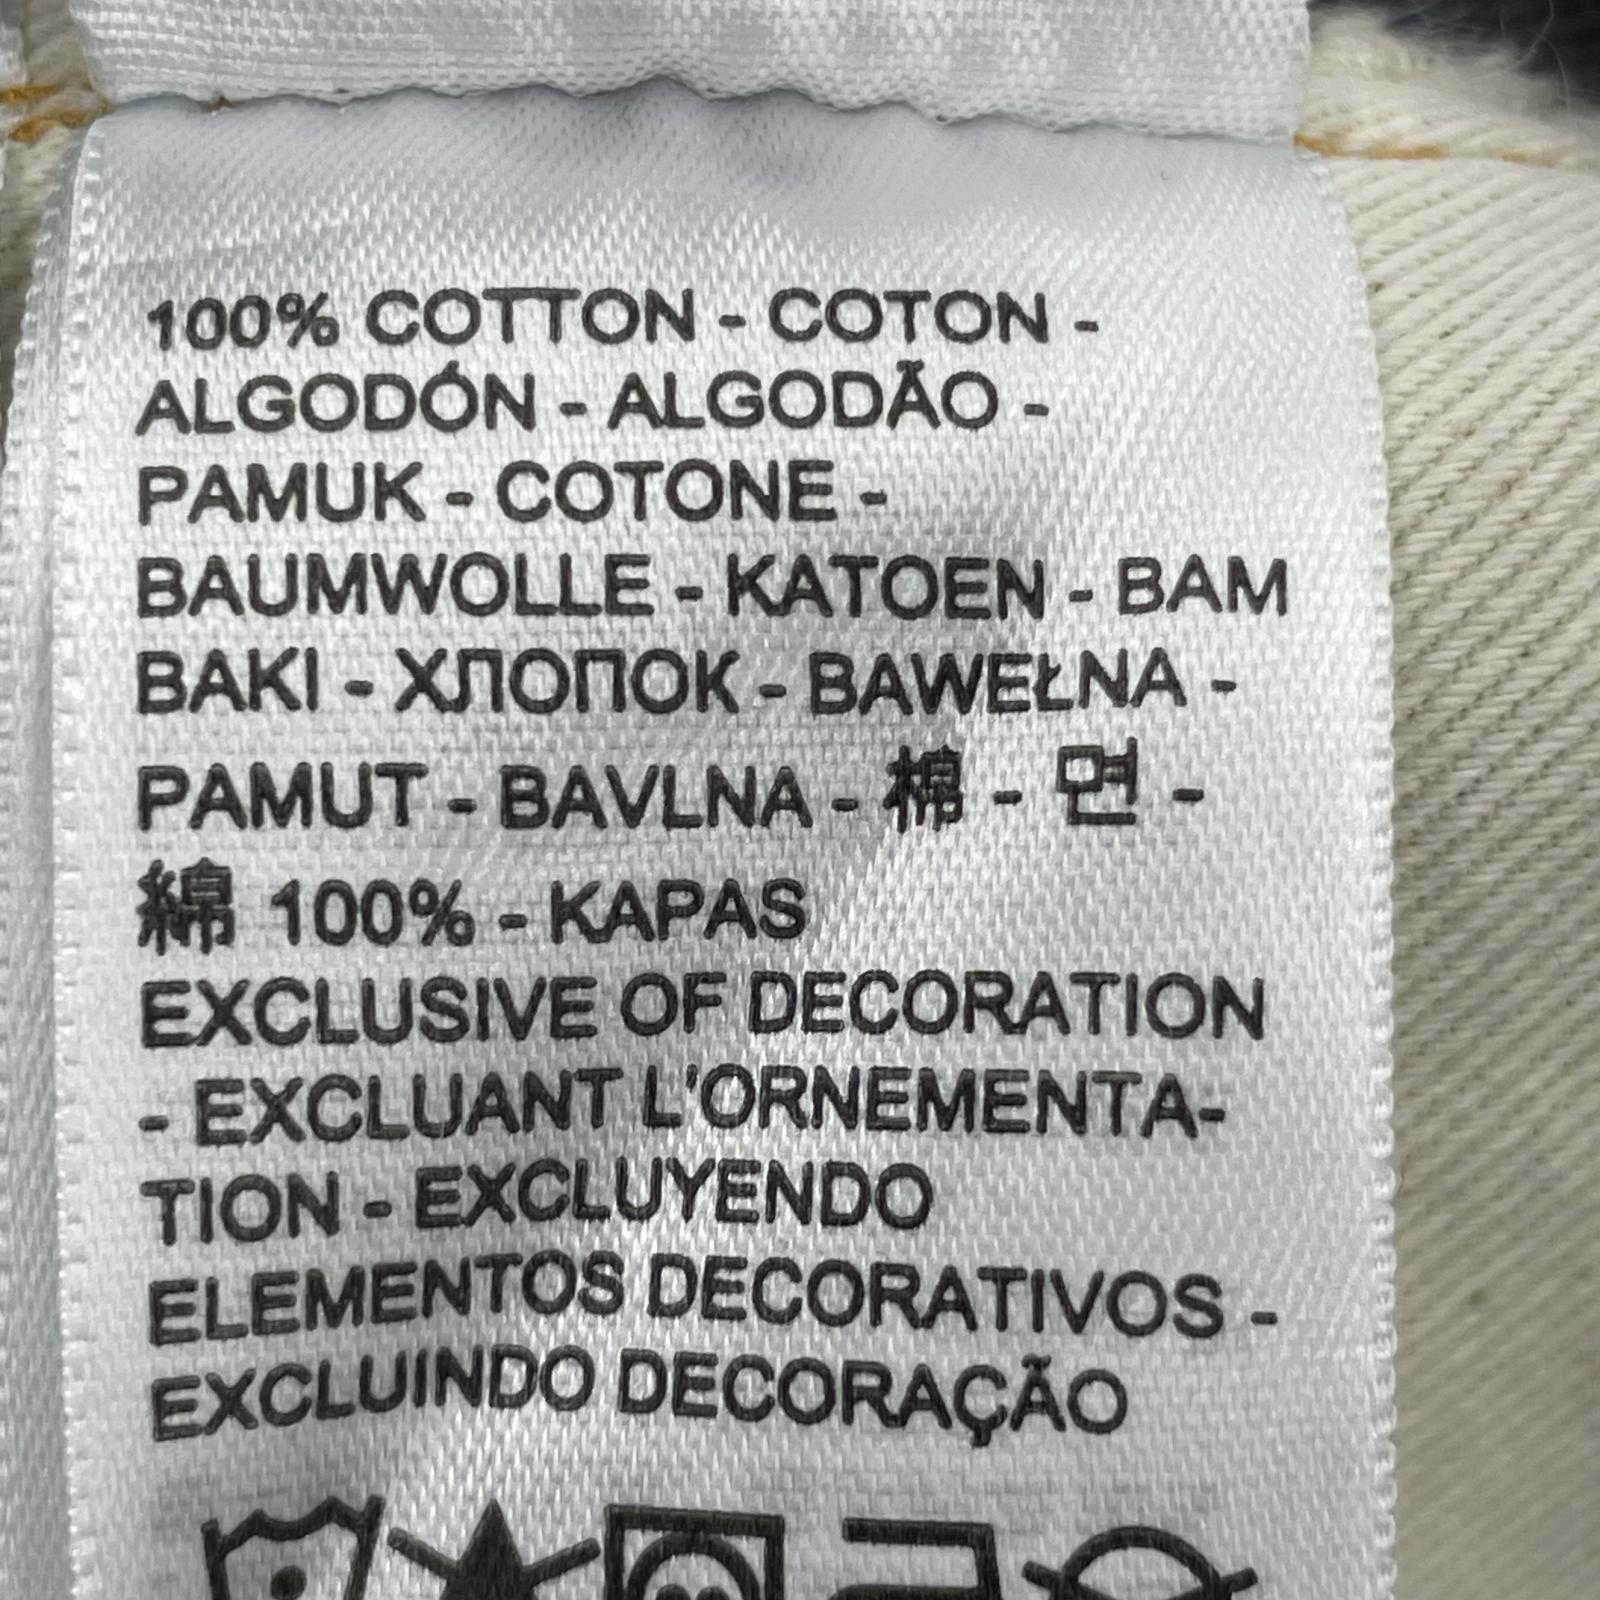 100% COTTON - COTON -
ALGODÓN - ALGODÃO -
PAMUK - COTONE -
BAUMWOLLE - KATOEN - BAM
BAKI - ХЛОПОК - BAWEŁNA -
PAMUT - BAVLNA - 棉 - 면 -
綿 100% - KAPAS
EXCLUSIVE OF DECORATION
- EXCLUANT L'ORNEMENTA-
TION - EXCLUYENDO
ELEMENTOS DECORATIVOS -
EXCLUINDO DECORAÇÃO